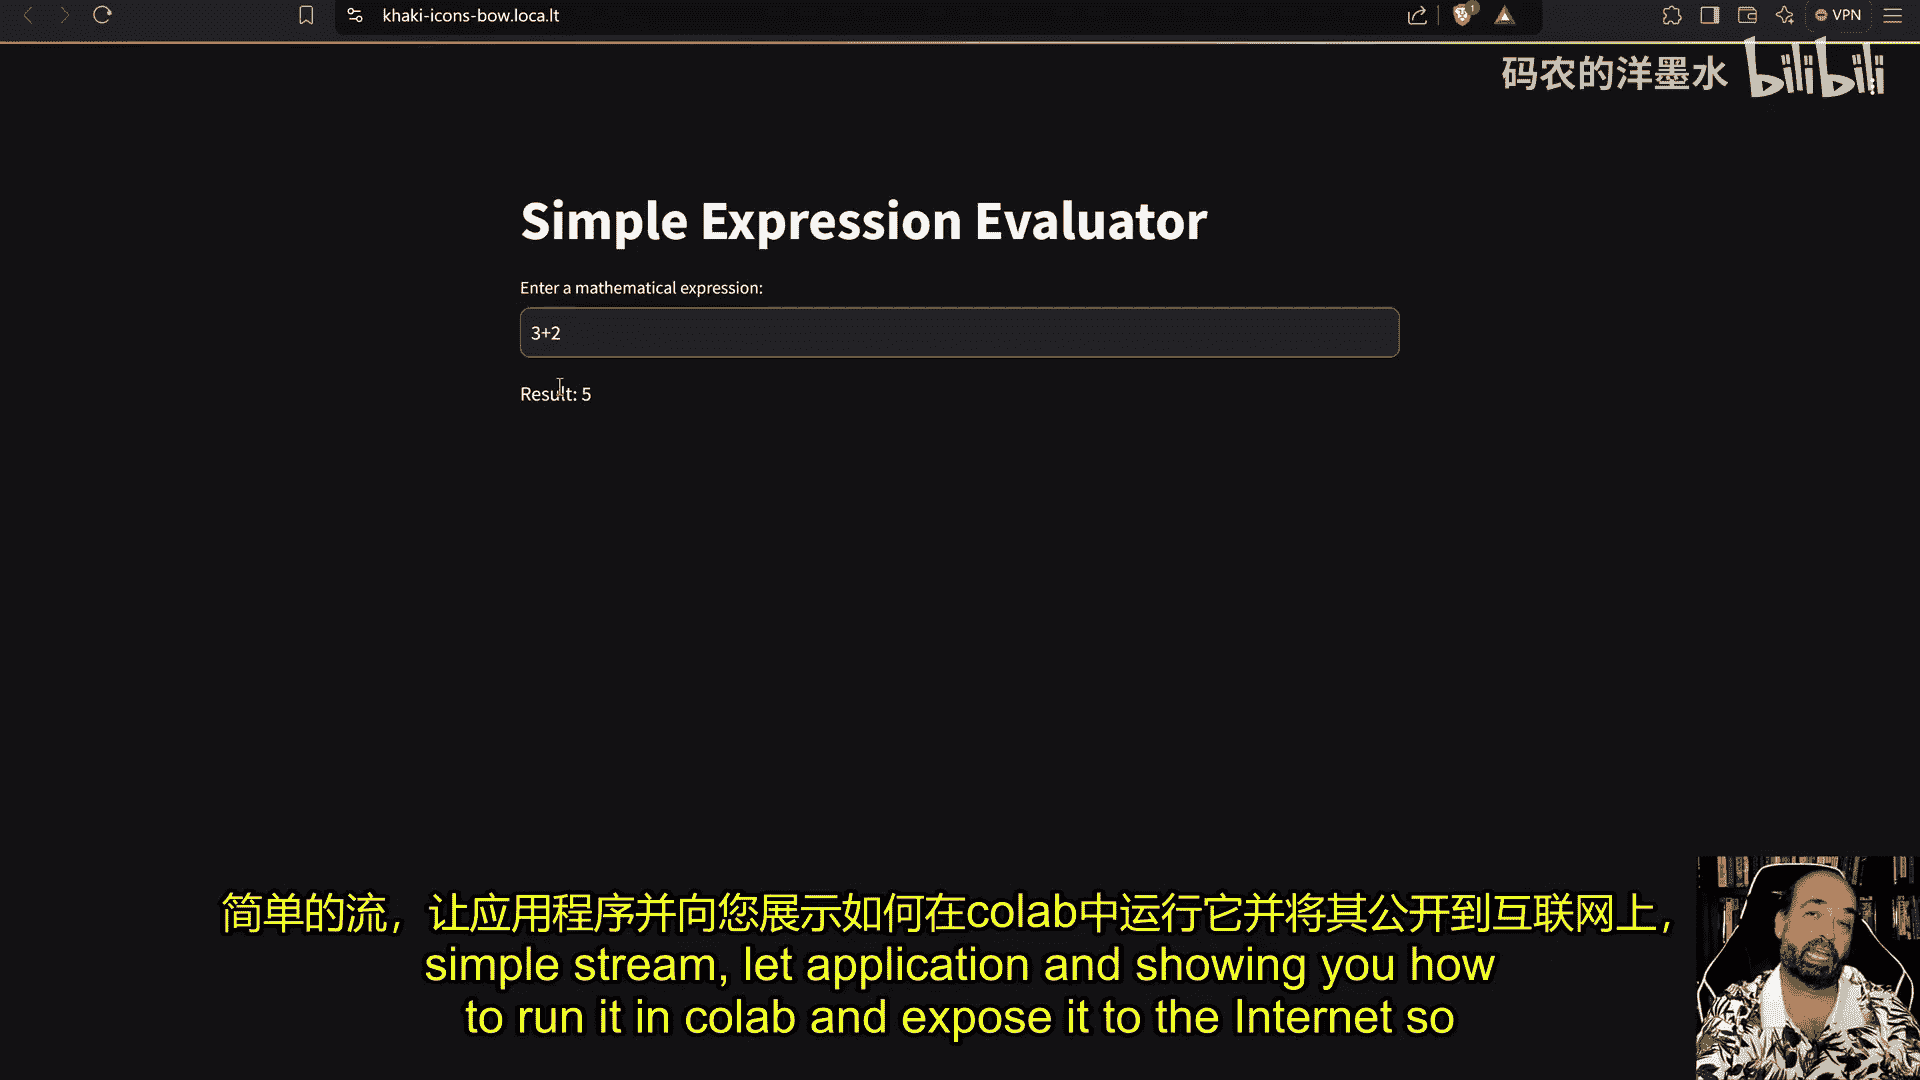 khaki-icons-bow.loca.lt
1
VPN
码农的洋墨水 bilibili
Simple Expression Evaluator
Enter a mathematical expression:
3+2
Result: 5
简单的流，让应用程序并向您展示如何在colab中运行它并将其公开到互联网上，
simple stream, let application and showing you how
to run it in colab and expose it to the Internet so